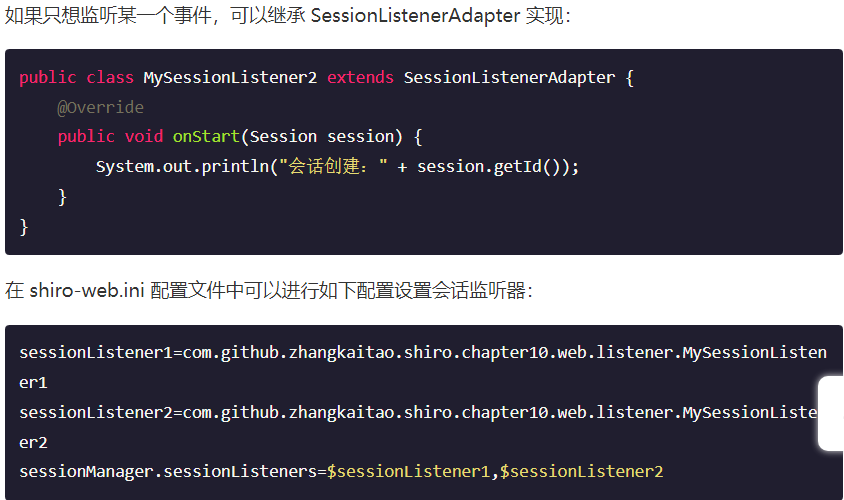 如果只想监听某一个事件，可以继承 SessionListenerAdapter 实现：
public class MySessionListener2 extends SessionListenerAdapter {
    @Override
    public void onStart(Session session) {
        System.out.println("会话创建：" + session.getId());
    }
}
在 shiro-web.ini 配置文件中可以进行如下配置设置会话监听器：
sessionListener1=com.github.zhangkaitao.shiro.chapter10.web.listener.MySessionListen
er1
sessionListener2=com.github.zhangkaitao.shiro.chapter10.web.listener.MySessionListe
er2
sessionManager.sessionListeners=$sessionListener1,$sessionListener2